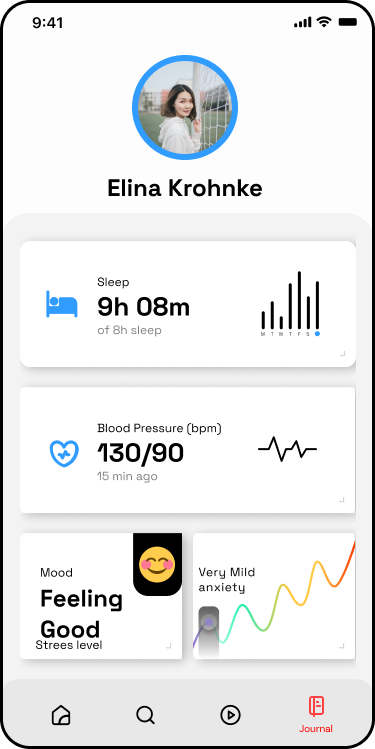 9:41
Elina Krohnke
Sleep
9h 08m
of 8h sleep
M T W T F S
Blood Pressure (bpm)
130/90
15 min ago
Mood
Feeling
Good
Strees level
Very Mild
anxiety
Journal